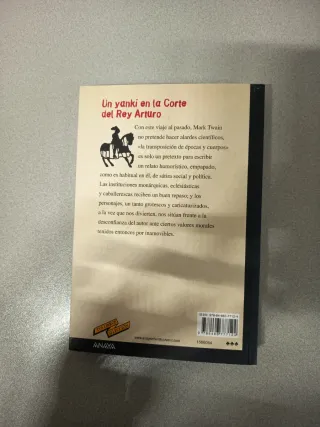 Un yanki en la Corte
del Rey Arturo
Con este viaje al pasado, Mark Twain
no pretende hacer alardes científicos,
«la transposición de épocas y cuerpos»
es solo un pretexto para escribir
un relato humorístico, empapado,
como es habitual en él, de sátira social y política.
Las instituciones monárquicas, eclesiásticas
y caballerescas reciben un buen repaso; y los
personajes, un tanto grotescos y caricaturizados,
a la vez que nos divierten, nos sitúan frente a la
desconfianza del autor ante ciertos valores morales
tenidos entonces por inamovibles.
ANAYA